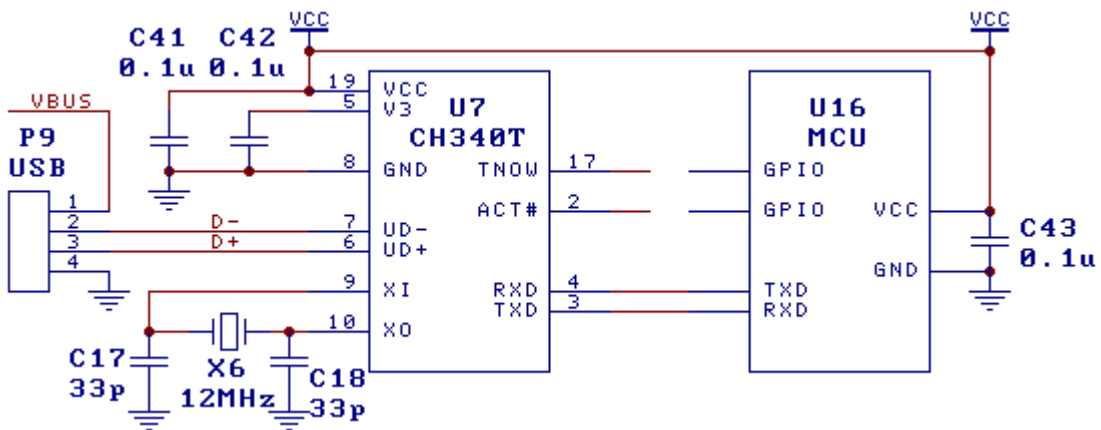 VCC
VCC
C41 C42
0.1u 0.1u
VBUS
P9
USB
1
2
3
4
D-
D+
19
5
8
7
6
9
10
VCC
V3
GND
UD-
UD+
XI
XO
U7
CH340T
TNOW
ACT#
RXD
TXD
17
2
4
3
U16
MCU
GPIO
GPIO
TXD
RXD
VCC
GND
C43
0.1u
C17
33p
X6
12MHz
C18
33p